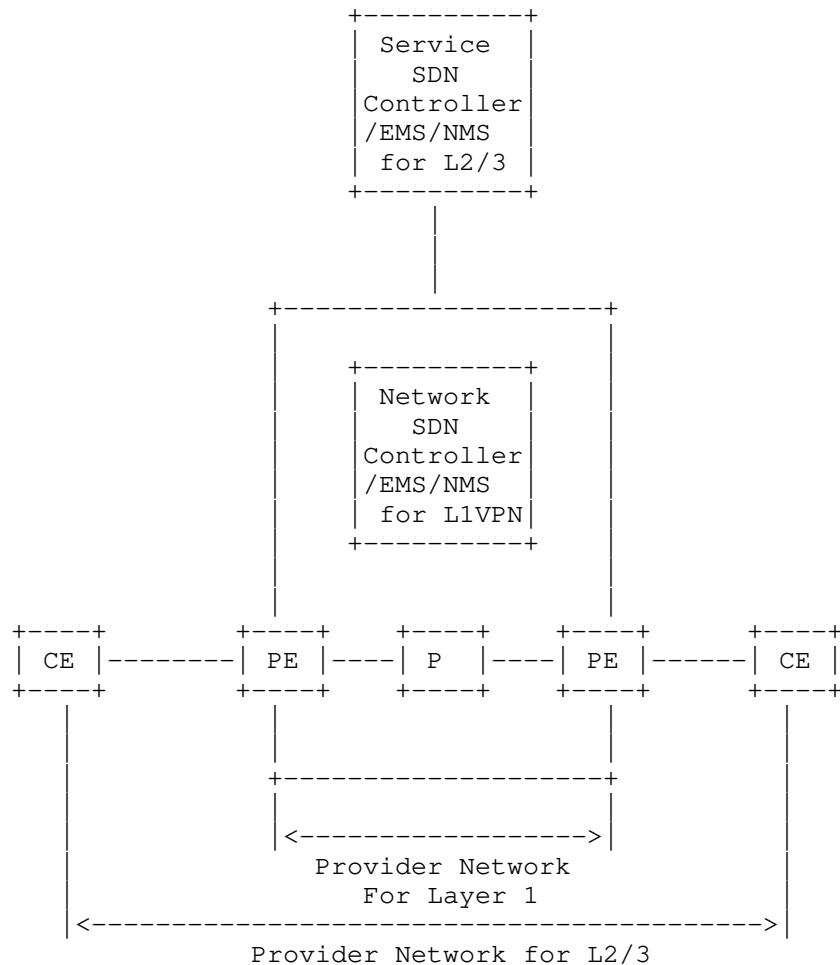 Service
SDN
Controller
/EMS/NMS
for L2/3
Network
SDN
Controller
/EMS/NMS
for L1VPN
CE PE P PE CE
Provider Network
For Layer 1
Provider Network for L2/3